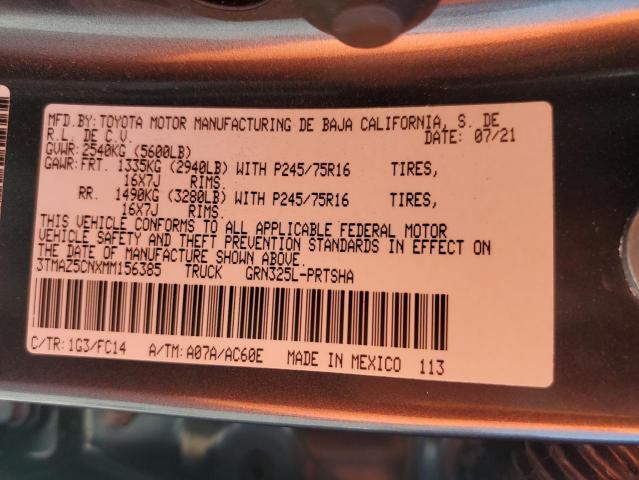 MFD.BY:TOYOTA MOTOR MANUFACTURING DE BAJA CALIFORNIA, S. DE
R.L. DE C.V. DATE: 07/21
GVWR:2540KG (5600LB)
GAWR:FRT. 1335KG (2940LB) WITH P245/75R16 TIRES,
16X7J RIMS.
RR. 1490KG (3280LB) WITH P245/75R16 TIRES,
16X7J RIMS.
THIS VEHICLE CONFORMS TO ALL APPLICABLE FEDERAL MOTOR
VEHICLE SAFETY AND THEFT PREVENTION STANDARDS IN EFFECT ON
THE DATE OF MANUFACTURE SHOWN ABOVE.
3TMAZ5CNXMM156385 TRUCK GRN325L-PRTSHA
C/TR:1G3/FC14 A/TM:A07A/AC60E MADE IN MEXICO 113